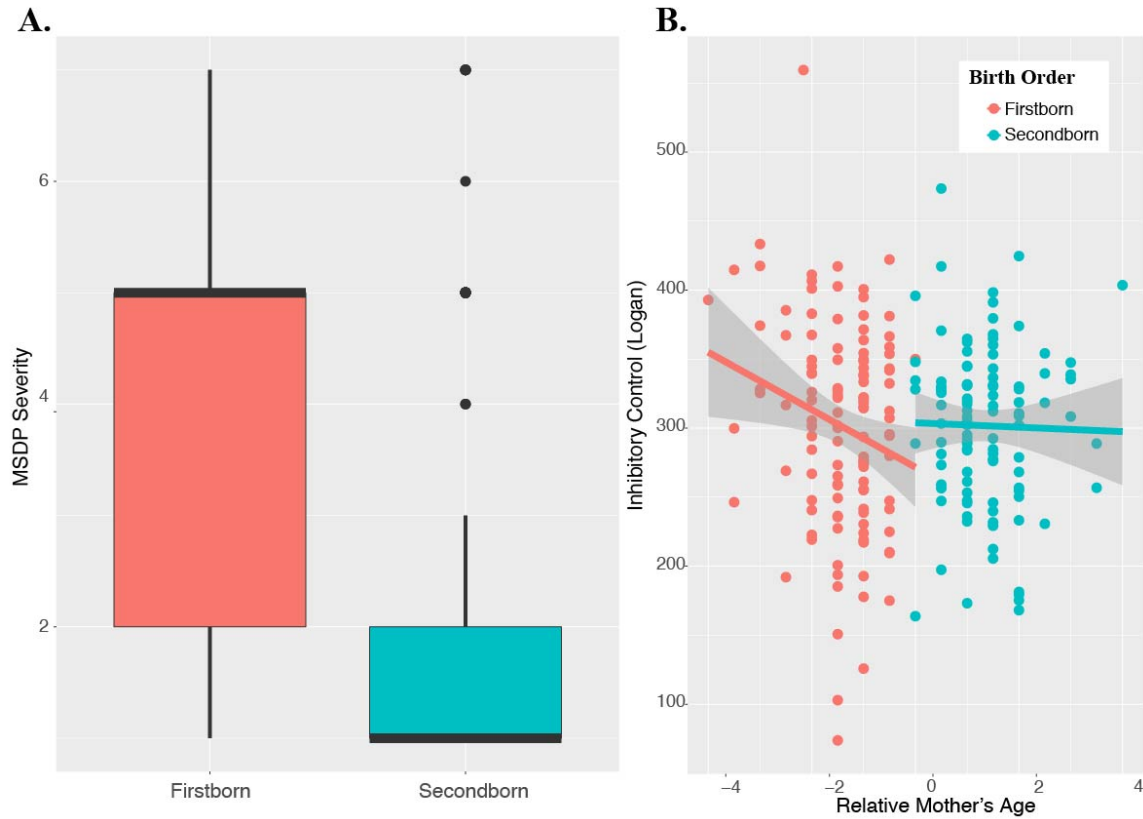 A.
MSDP Severity
6
4
2
Firstborn
Secondborn
B.
Inhibitory Control (Logan)
500
400
300
200
100
Birth Order
Firstborn
Secondborn
−4
−2
0
2
4
Relative Mother's Age